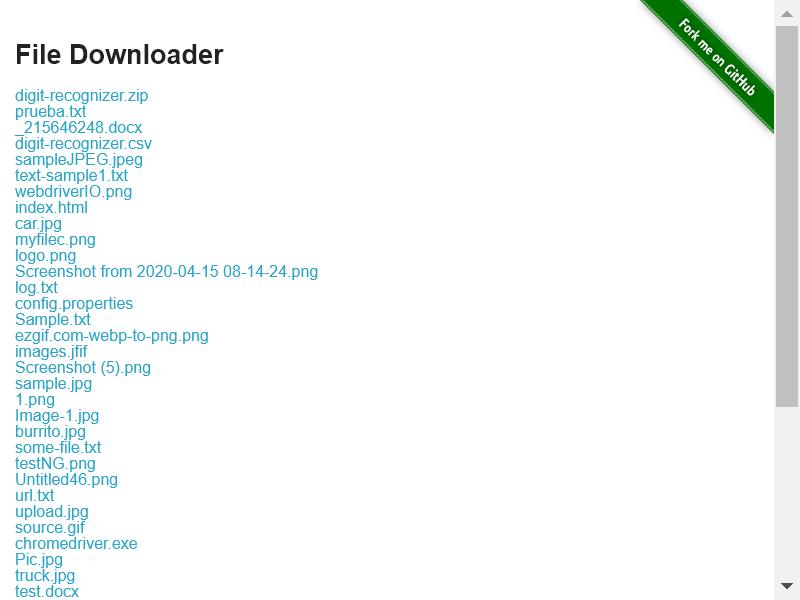 File Downloader
Fork me on GitHub
digit-recognizer.zip
prueba.txt
_215646248.docx
digit-recognizer.csv
sampleJPEG.jpeg
text-sample1.txt
webdriverIO.png
index.html
car.jpg
myfilec.png
logo.png
Screenshot from 2020-04-15 08-14-24.png
log.txt
config.properties
Sample.txt
ezgif.com-webp-to-png.png
images.jfif
Screenshot (5).png
sample.jpg
1.png
Image-1.jpg
burrito.jpg
some-file.txt
testNG.png
Untitled46.png
url.txt
upload.jpg
source.gif
chromedriver.exe
Pic.jpg
truck.jpg
test.docx